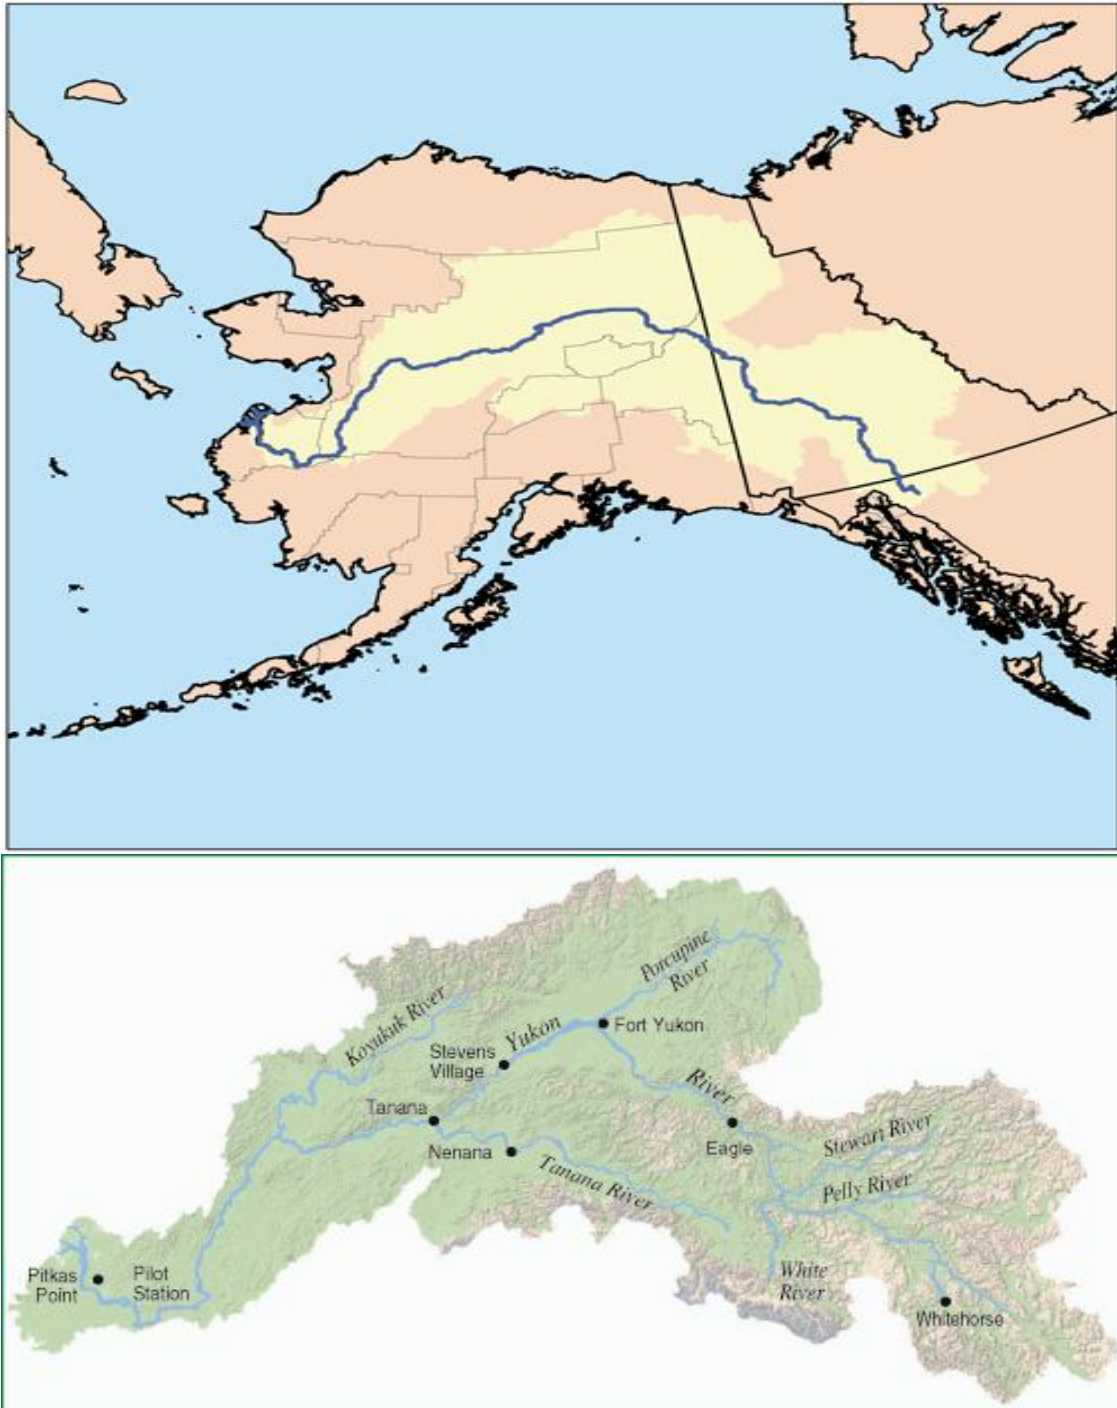 Porcupine
River
Koyukuk River
Yukon
Fort Yukon
Stevens
Village
River
Tanana
Eagle
Stewart River
Nenana
Tanana River
Pelly River
Pitkas
Point
Pilot
Station
White
River
Whitehorse